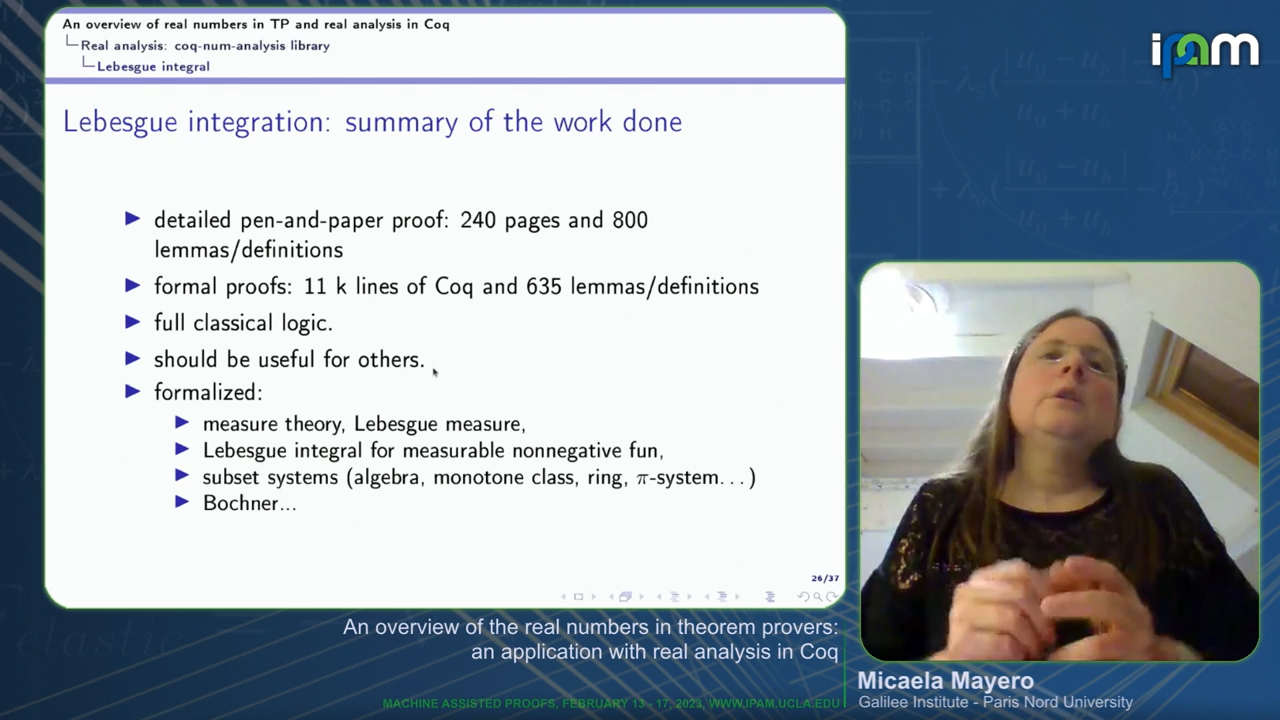 An overview of real numbers in TP and real analysis in Coq
Real analysis: coq-num-analysis library
Lebesgue integral
ipam
Lebesgue integration: summary of the work done
detailed pen-and-paper proof: 240 pages and 800
lemmas/definitions
formal proofs: 11 k lines of Coq and 635 lemmas/definitions
full classical logic.
should be useful for others.
formalized:
measure theory, Lebesgue measure,
Lebesgue integral for measurable nonnegative fun,
subset systems (algebra, monotone class, ring, π-system...)
Bochner...
26/37
An overview of the real numbers in theorem provers:
an application with real analysis in Coq
MACHINE ASSISTED PROOFS, FEBRUARY 13 - 17, 2023, WWW.IPAM.UCLA.EDU
Micaela Mayero
Galilee Institute - Paris Nord University
elastic